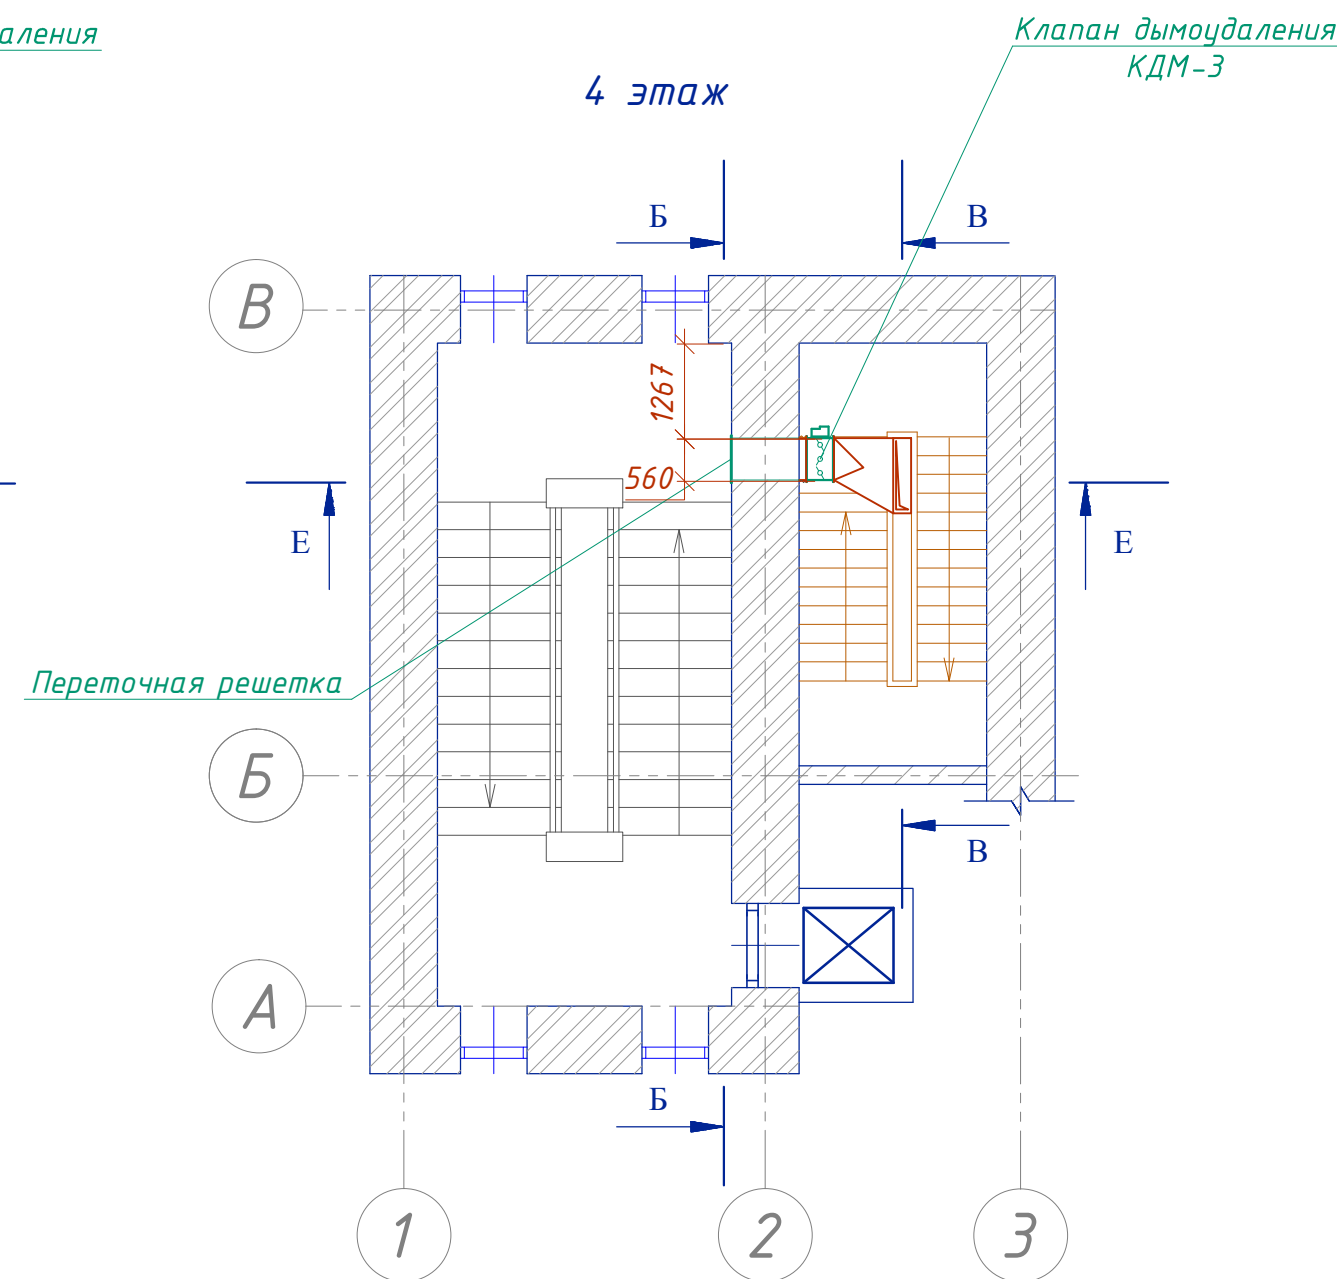 аления
Клапан дымоудаления
КДМ-3
4 этаж
Б
В
В
1267
560
Е
Е
Переточная решетка
Б
В
А
Б
1
2
3